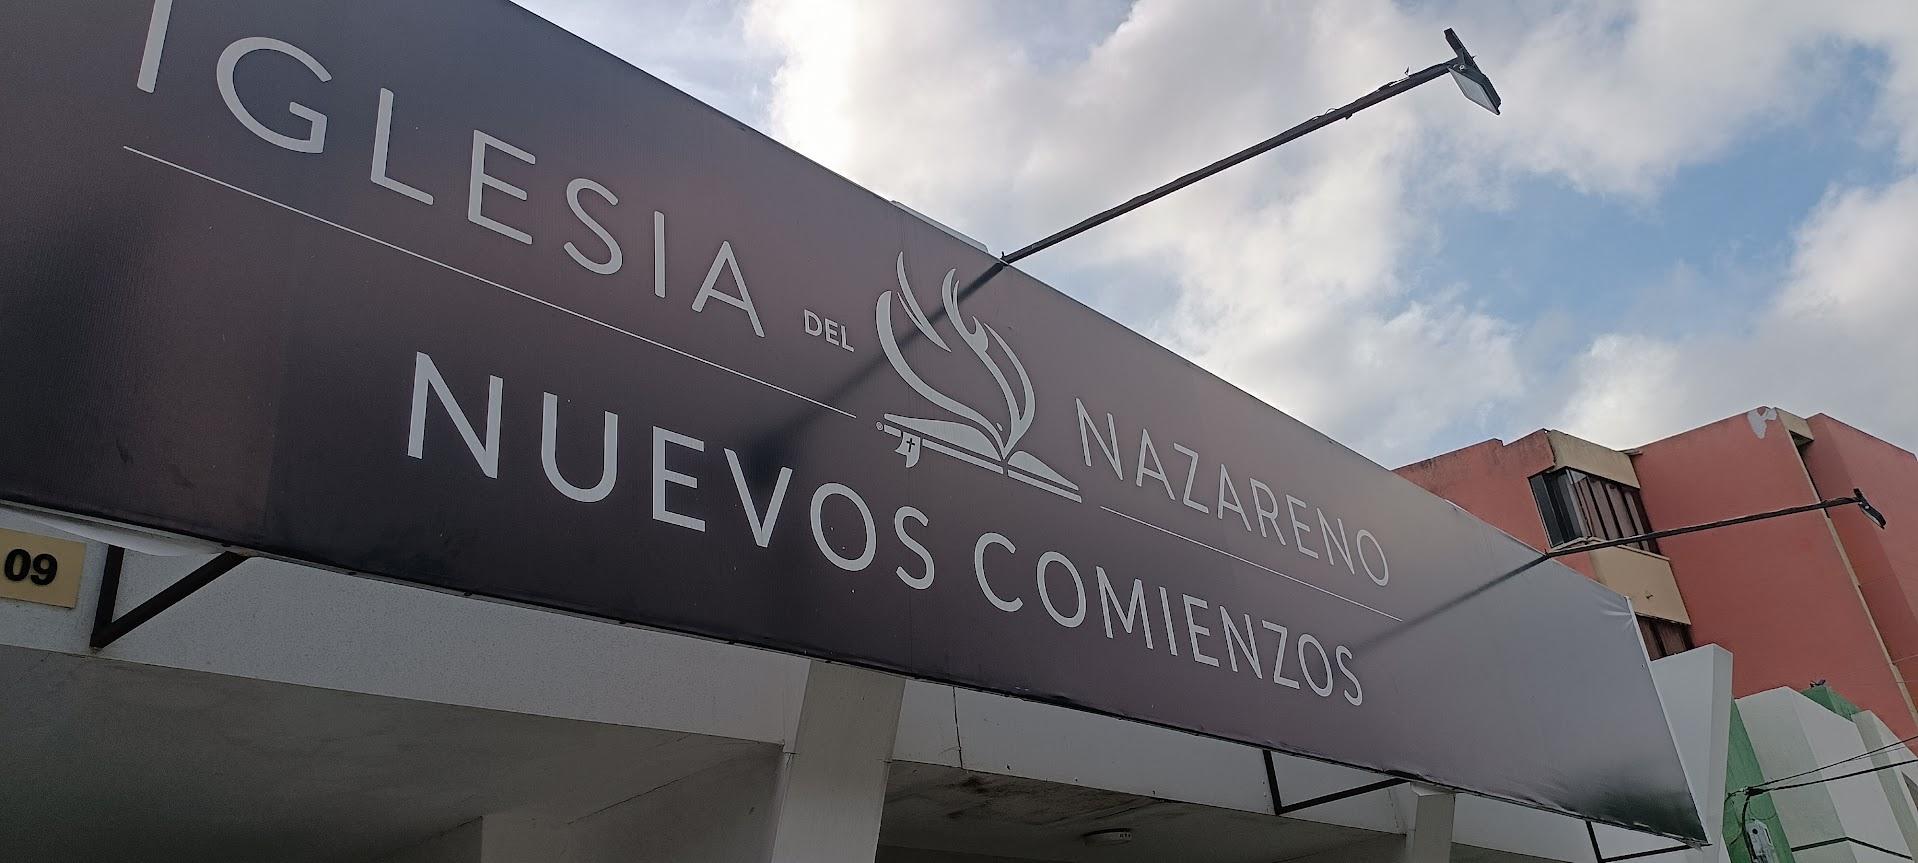 IGLESIA DEL NAZARENO
NUEVOS COMIENZOS
09